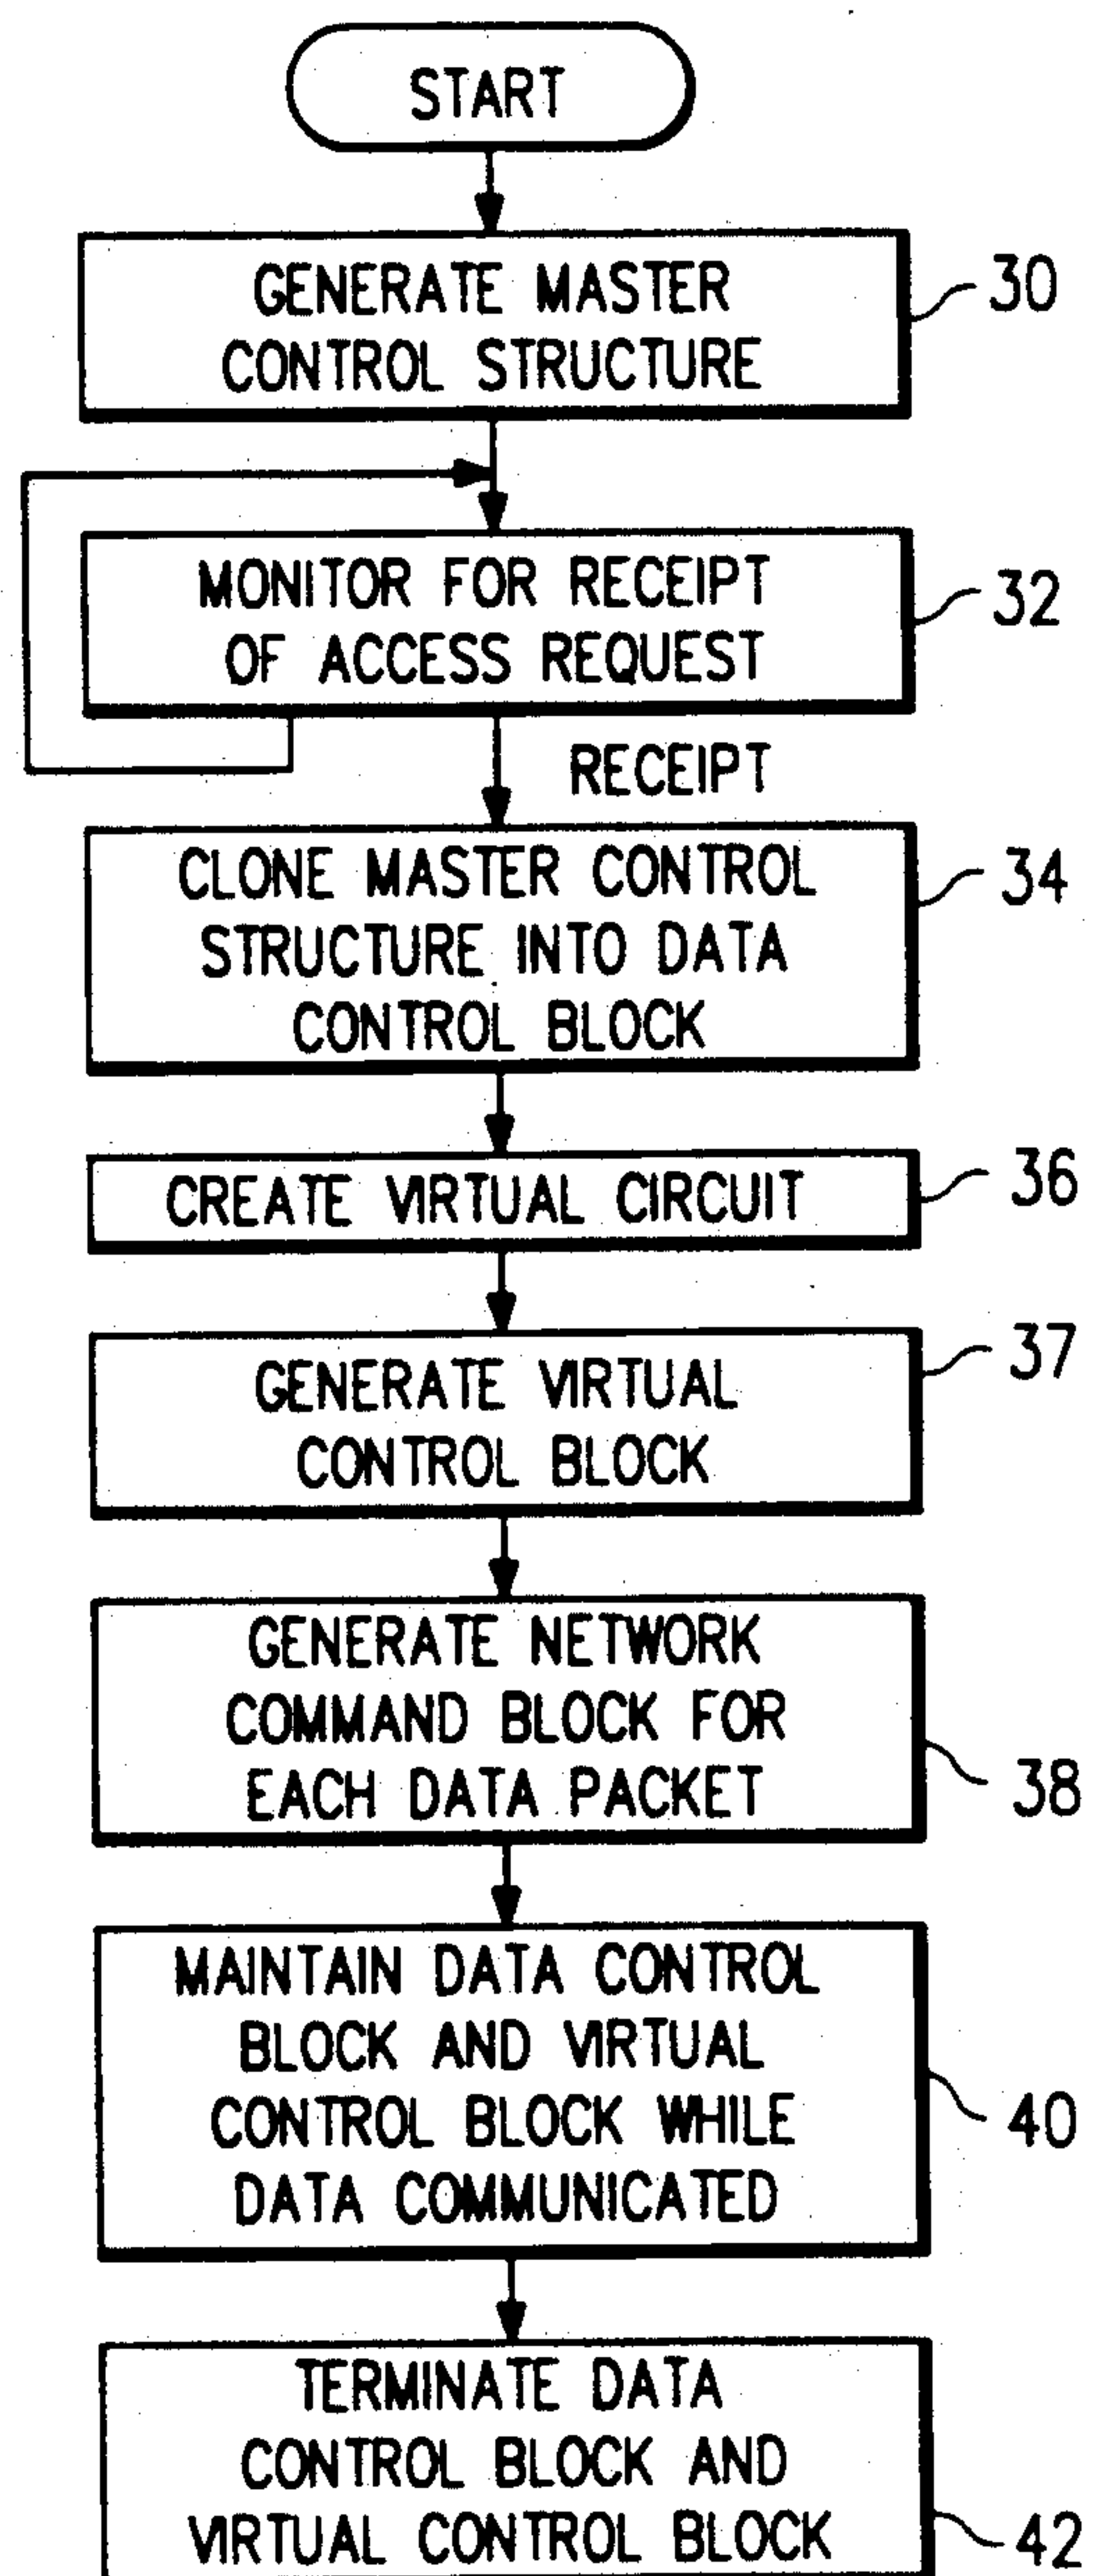 START
GENERATE MASTER
CONTROL STRUCTURE
30
MONITOR FOR RECEIPT
OF ACCESS REQUEST
32
RECEIPT
CLONE MASTER CONTROL
STRUCTURE INTO DATA
CONTROL BLOCK
34
CREATE VIRTUAL CIRCUIT
36
GENERATE VIRTUAL
CONTROL BLOCK
37
GENERATE NETWORK
COMMAND BLOCK FOR
EACH DATA PACKET
38
MAINTAIN DATA CONTROL
BLOCK AND VIRTUAL
CONTROL BLOCK WHILE
DATA COMMUNICATED
40
TERMINATE DATA
CONTROL BLOCK AND
VIRTUAL CONTROL BLOCK
42